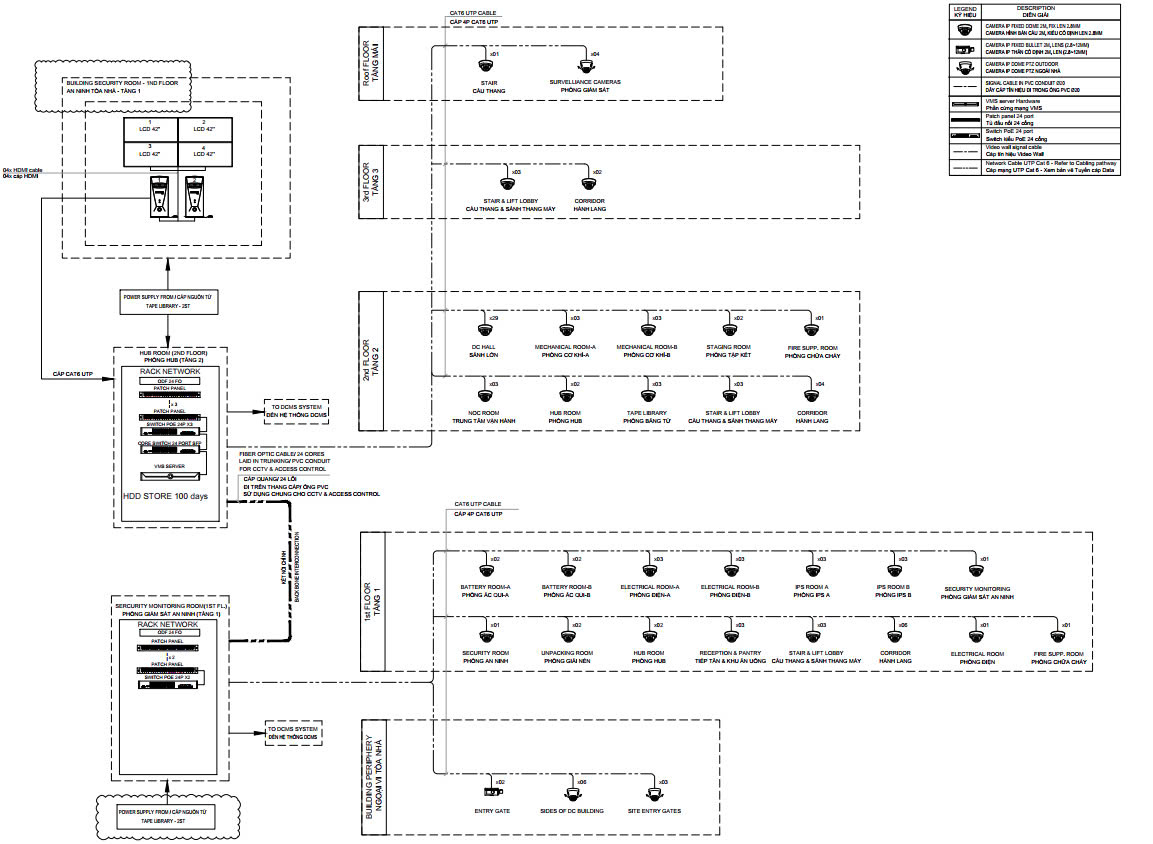 CAT6 UTP CABLE
CÁP 4P CAT6 UTP
LEGEND
KÝ HIỆU
DESCRIPTION
DIỄN GIẢI
CAMERA IP FIXED DOME 2M, FIX LEN 2.8MM
CAMERA HÌNH BÁN CẦU 2M, KIỂU CỐ ĐỊNH LEN 2.8MM
CAMERA IP FIXED BULLET 2M, LENS (2.8÷12MM)
CAMERA IP THÂN CỐ ĐỊNH 2M, LEN (2.8÷12MM)
CAMERA IP DOME PTZ OUTDOOR
CAMERA IP DOME PTZ NGOÀI NHÀ
SIGNAL CABLE IN PVC CONDUIT Ø20
DÂY CÁP TÍN HIỆU ĐI TRONG ỐNG PVC Ø20
VMS server Hardware
Phần cứng mạng VMS
Patch panel 24 port
Tủ đấu nối 24 cổng
Switch PoE 24 port
Switch kiểu PoE 24 cổng
Video wall signal cable
Cáp tín hiệu Video Wall
Network Cable UTP Cat 6 - Refer to Cabling pathway
Cáp mạng UTP Cat 6 - Xem bản vẽ Tuyến cáp Data
Roof FLOOR
TẦNG MÁI
x01
STAIR
CẦU THANG
x04
SURVELLIANCE CAMERAS
PHÒNG GIÁM SÁT
BUILDING SECURITY ROOM - 1ND FLOOR
AN NINH TÒA NHÀ - TẦNG 1
1
LCD 42"
2
LCD 42"
3
LCD 42"
4
LCD 42"
04x HDMI cable
04x cáp HDMI
3rd FLOOR
TẦNG 3
x03
STAIR & LIFT LOBBY
CẦU THANG & SẢNH THANG MÁY
x02
CORRIDOR
HÀNH LANG
POWER SUPPLY FROM / CẤP NGUỒN TỪ
TAPE LIBRARY - 2ST
2nd FLOOR
TẦNG 2
x29
DC HALL
SẢNH LỚN
x03
MECHANICAL ROOM-A
PHÒNG CƠ KHÍ-A
x03
MECHANICAL ROOM-B
PHÒNG CƠ KHÍ-B
x02
STAGING ROOM
PHÒNG TẬP KẾT
x01
FIRE SUPP. ROOM
PHÒNG CHỮA CHÁY
x03
NOC ROOM
TRUNG TÂM VẬN HÀNH
x02
HUB ROOM
PHÒNG HUB
x03
TAPE LIBRARY
PHÒNG BĂNG TỪ
x03
STAIR & LIFT LOBBY
CẦU THANG & SẢNH THANG MÁY
x04
CORRIDOR
HÀNH LANG
CÁP CAT6 UTP
HUB ROOM (2ND FLOOR)
PHÒNG HUB (TẦNG 2)
RACK NETWORK
ODF 24 FO
PATCH PANEL
x 3
PATCH PANEL
SWITCH POE 24P X3
CORE SWITCH 24 PORT SFP
VMS SERVER
HDD STORE 100 days
TO DCMS SYSTEM
ĐẾN HỆ THỐNG DCMS
FIBER OPTIC CABLE/ 24 CORES
LAID IN TRUNKING/ PVC CONDUIT
FOR CCTV & ACCESS CONTROL
CÁP QUANG/ 24 LÕI
ĐI TRÊN THANG CÁP/ ỐNG PVC
SỬ DỤNG CHUNG CHO CCTV & ACCESS CONTROL
KẾT NỐI CHÍNH
BACKBONE INTERCONNECTION
CAT6 UTP CABLE
CÁP 4P CAT6 UTP
1st FLOOR
TẦNG 1
x02
BATTERY ROOM-A
PHÒNG ẮC QUI-A
x02
BATTERY ROOM-B
PHÒNG ẮC QUI-B
x03
ELECTRICAL ROOM-A
PHÒNG ĐIỆN-A
x03
ELECTRICAL ROOM-B
PHÒNG ĐIỆN-B
x03
IPS ROOM A
PHÒNG IPS A
x03
IPS ROOM B
PHÒNG IPS B
x01
SECURITY MONITORING
PHÒNG GIÁM SÁT AN NINH
x01
SECURITY ROOM
PHÒNG AN NINH
x02
UNPACKING ROOM
PHÒNG GIẢI NÉN
x02
HUB ROOM
PHÒNG HUB
x03
RECEPTION & PANTRY
TIẾP TÂN & KHU ĂN UỐNG
x03
STAIR & LIFT LOBBY
CẦU THANG & SẢNH THANG MÁY
x06
CORRIDOR
HÀNH LANG
x01
ELECTRICAL ROOM
PHÒNG ĐIỆN
x01
FIRE SUPP. ROOM
PHÒNG CHỮA CHÁY
SERCURITY MONITORING ROOM(1ST FL.)
PHÒNG GIÁM SÁT AN NINH (TẦNG 1)
RACK NETWORK
ODF 24 FO
PATCH PANEL
x 2
PATCH PANEL
SWITCH POE 24P X2
TO DCMS SYSTEM
ĐẾN HỆ THỐNG DCMS
BUILDING PERIPHERY
NGOẠI VI TÒA NHÀ
x02
ENTRY GATE
x06
SIDES OF DC BUILDING
x03
SITE ENTRY GATES
POWER SUPPLY FROM / CẤP NGUỒN TỪ
TAPE LIBRARY - 2ST